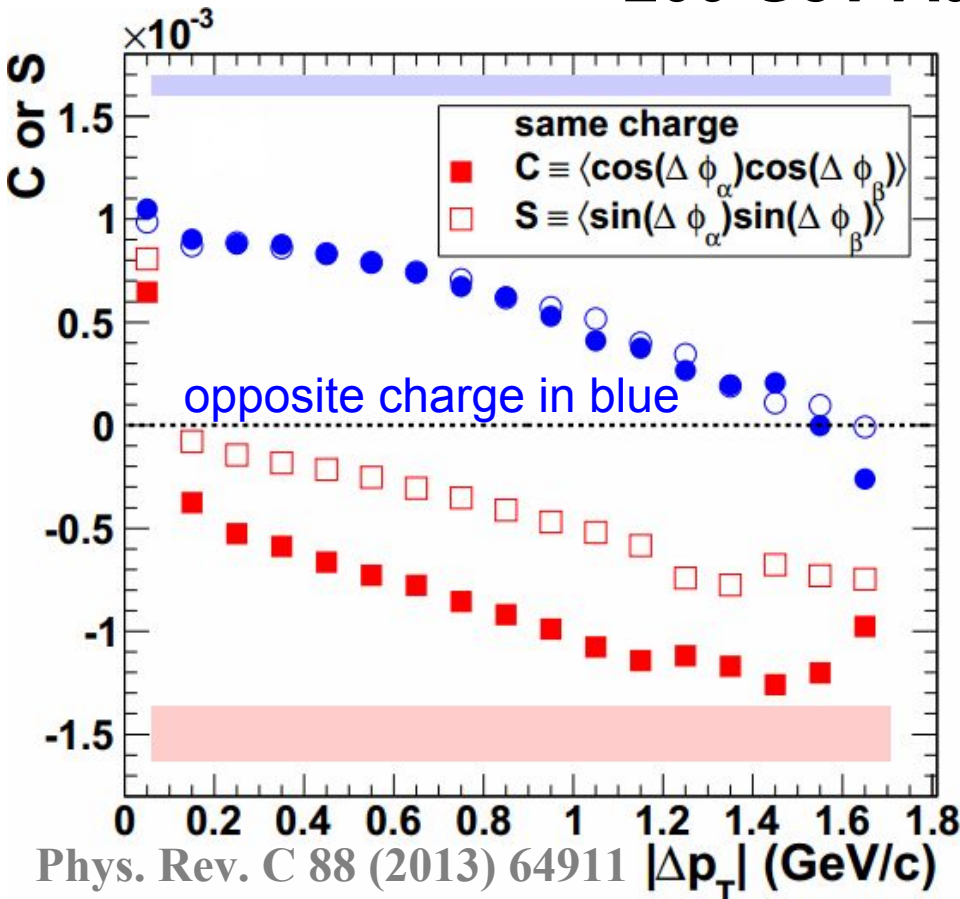 ×10⁻³
C or S
same charge
C ≡ ⟨cos(Δ φα)cos(Δ φβ)⟩
S ≡ ⟨sin(Δ φα)sin(Δ φβ)⟩
opposite charge in blue
1.5
1
0.5
0
-0.5
-1
-1.5
0 0.2 0.4 0.6 0.8 1 1.2 1.4 1.6 1.8
Phys. Rev. C 88 (2013) 64911 |ΔpT| (GeV/c)